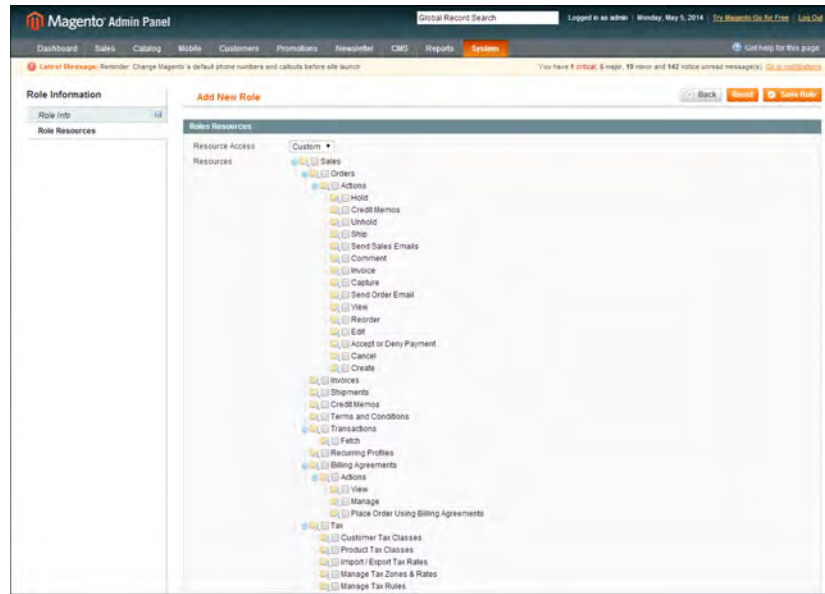 Magento Admin Panel
Global Record Search
Logged in as admin | Monday, May 5, 2014 | Try Magento Go for Free | Log Out
Dashboard Sales Catalog Mobile Customers Promotions Newsletter CMS Reports System
Get help for this page
Latest Message: Reminder: Change Magento's default phone numbers and callouts before site launch
You have 1 critical, 6 major, 19 minor and 142 notice unread message(s). Go to notifications
Role Information
Role Info
Role Resources
Add New Role
Back Reset Save Role
Roles Resources
Resource Access Custom
Resources
Sales
Orders
Actions
Hold
Credit Memos
Unhold
Ship
Send Sales Emails
Comment
Invoice
Capture
Send Order Email
View
Reorder
Edit
Accept or Deny Payment
Cancel
Create
Invoices
Shipments
Credit Memos
Terms and Conditions
Transactions
Fetch
Recurring Profiles
Billing Agreements
Actions
View
Manage
Place Order Using Billing Agreements
Tax
Customer Tax Classes
Product Tax Classes
Import / Export Tax Rates
Manage Tax Zones & Rates
Manage Tax Rules